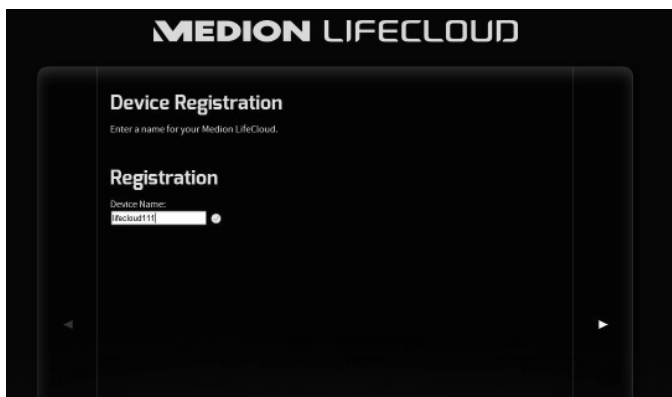 MEDION LIFECLOUD
Device Registration
Enter a name for your Medion LifeCloud.
Registration
Device Name:
lifecloud111